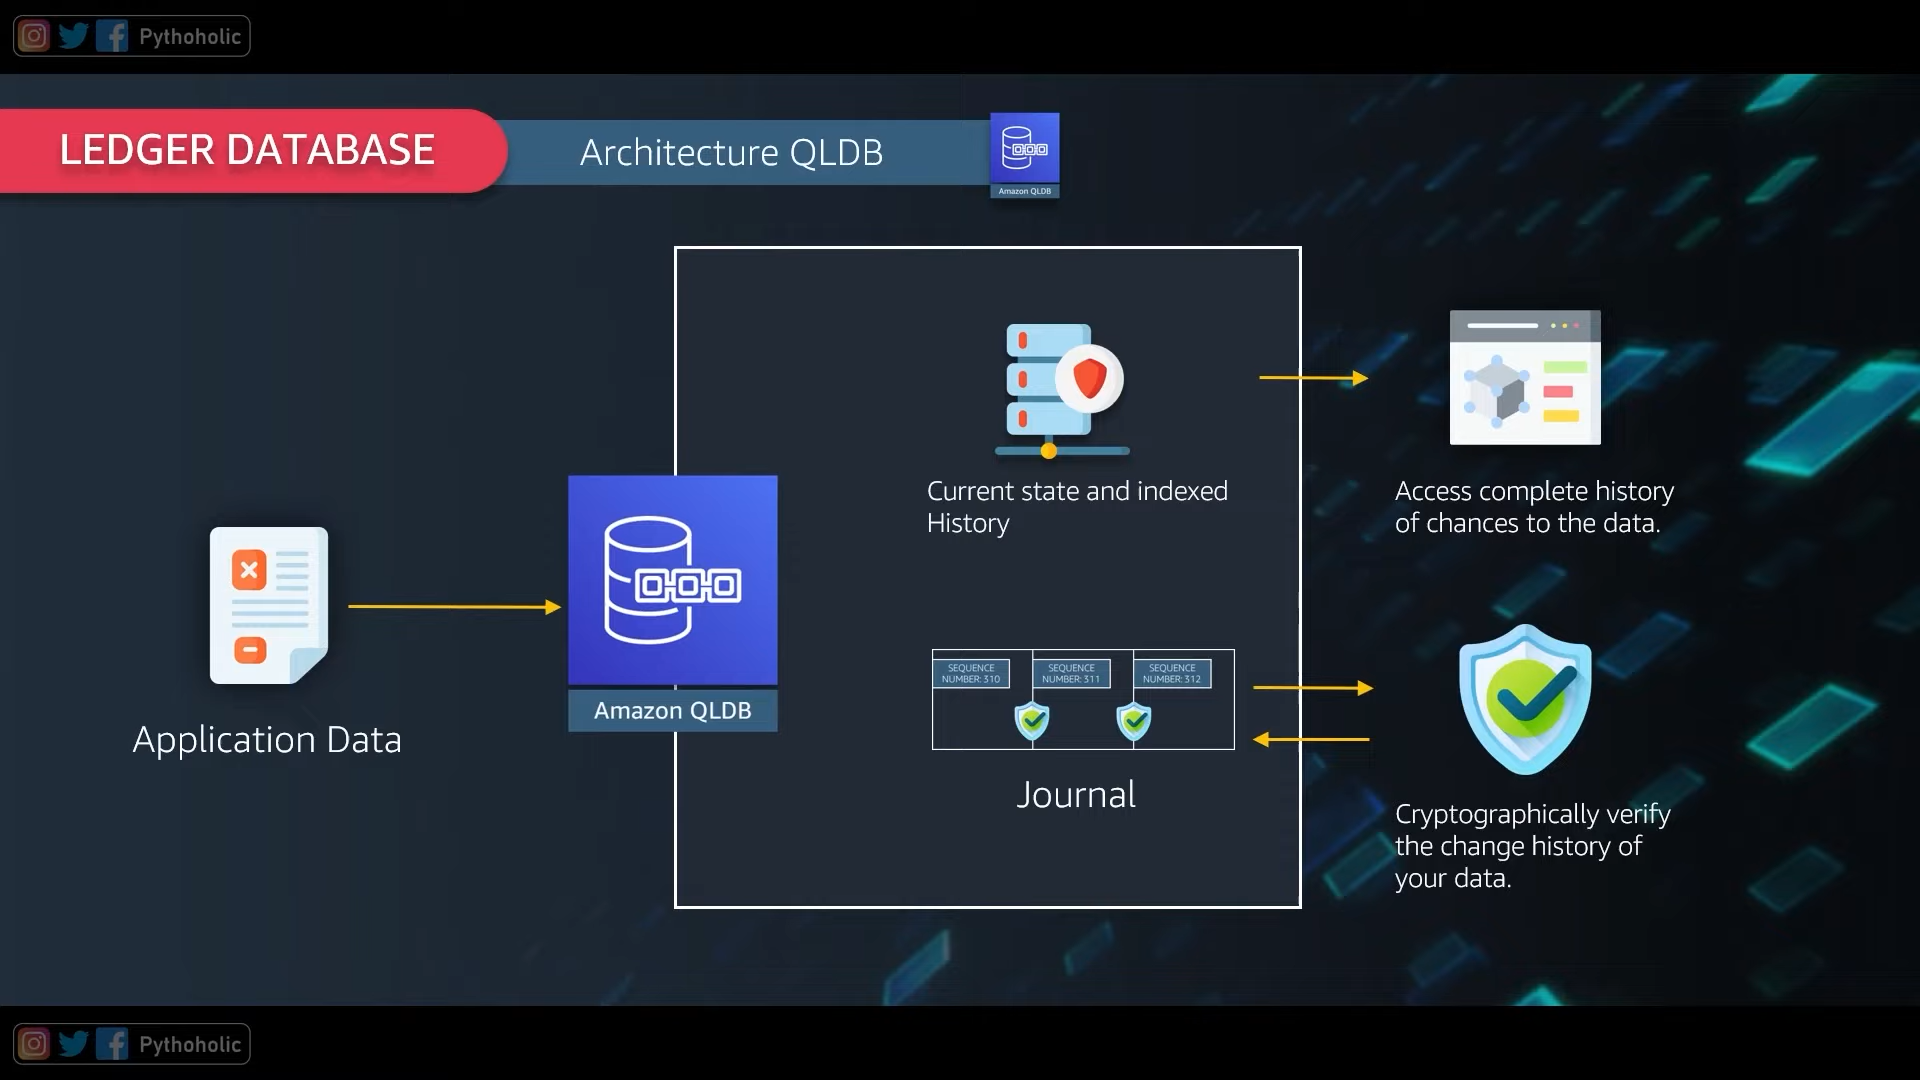 Pythoholic
LEDGER DATABASE
Architecture QLDB
Amazon QLDB
Current state and indexed
History
Access complete history
of chances to the data.
Application Data
Amazon QLDB
SEQUENCE
NUMBER: 310
SEQUENCE
NUMBER: 311
SEQUENCE
NUMBER: 312
Journal
Cryptographically verify
the change history of
your data.
Pythoholic